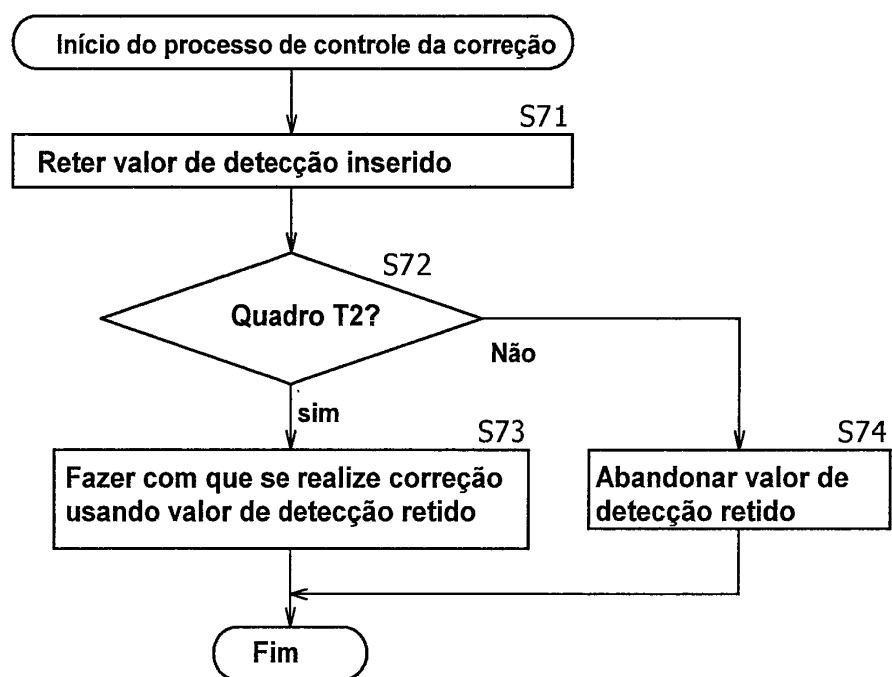 Início do processo de controle da correção
S71
Reter valor de detecção inserido
S72
Quadro T2?
Não
sim
S73
Fazer com que se realize correção
usando valor de detecção retido
S74
Abandonar valor de
detecção retido
Fim